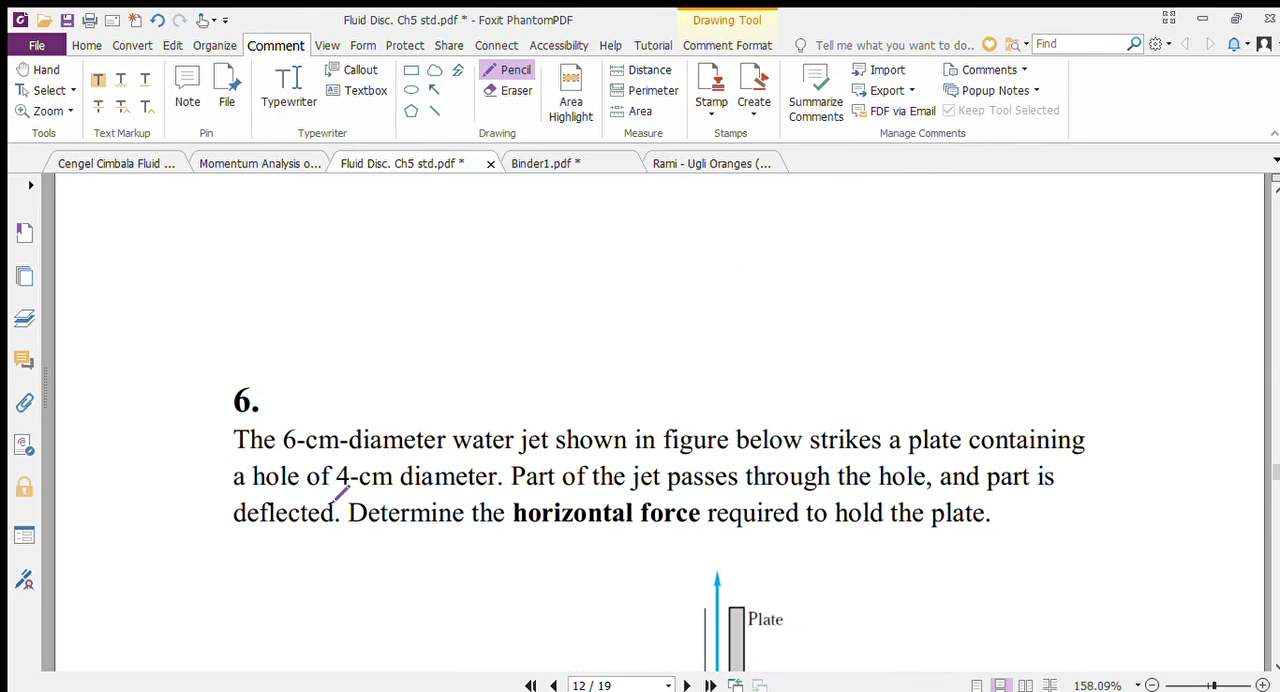 Fluid Disc. Ch5 std.pdf * - Foxit PhantomPDF
Drawing Tool
File Home Convert Edit Organize Comment View Form Protect Share Connect Accessibility Help Tutorial Comment Format Tell me what you want to do.. Find
Hand
Select
Zoom
Tools
T T T
T T T
Text Markup
Note
File
Pin
Typewriter
Callout
Textbox
Typewriter
Pencil
Eraser
Drawing
Area
Highlight
Distance
Perimeter
Area
Measure
Stamp
Create
Stamps
Summarize
Comments
Import
Export
FDF via Email
Comments
Popup Notes
Keep Tool Selected
Manage Comments
Cengel Cimbala Fluid ...
Momentum Analysis o...
Fluid Disc. Ch5 std.pdf *
Binder1.pdf *
Rami - Ugli Oranges (...
6.
The 6-cm-diameter water jet shown in figure below strikes a plate containing
a hole of 4-cm diameter. Part of the jet passes through the hole, and part is
deflected. Determine the horizontal force required to hold the plate.
Plate
12 / 19
158.09%